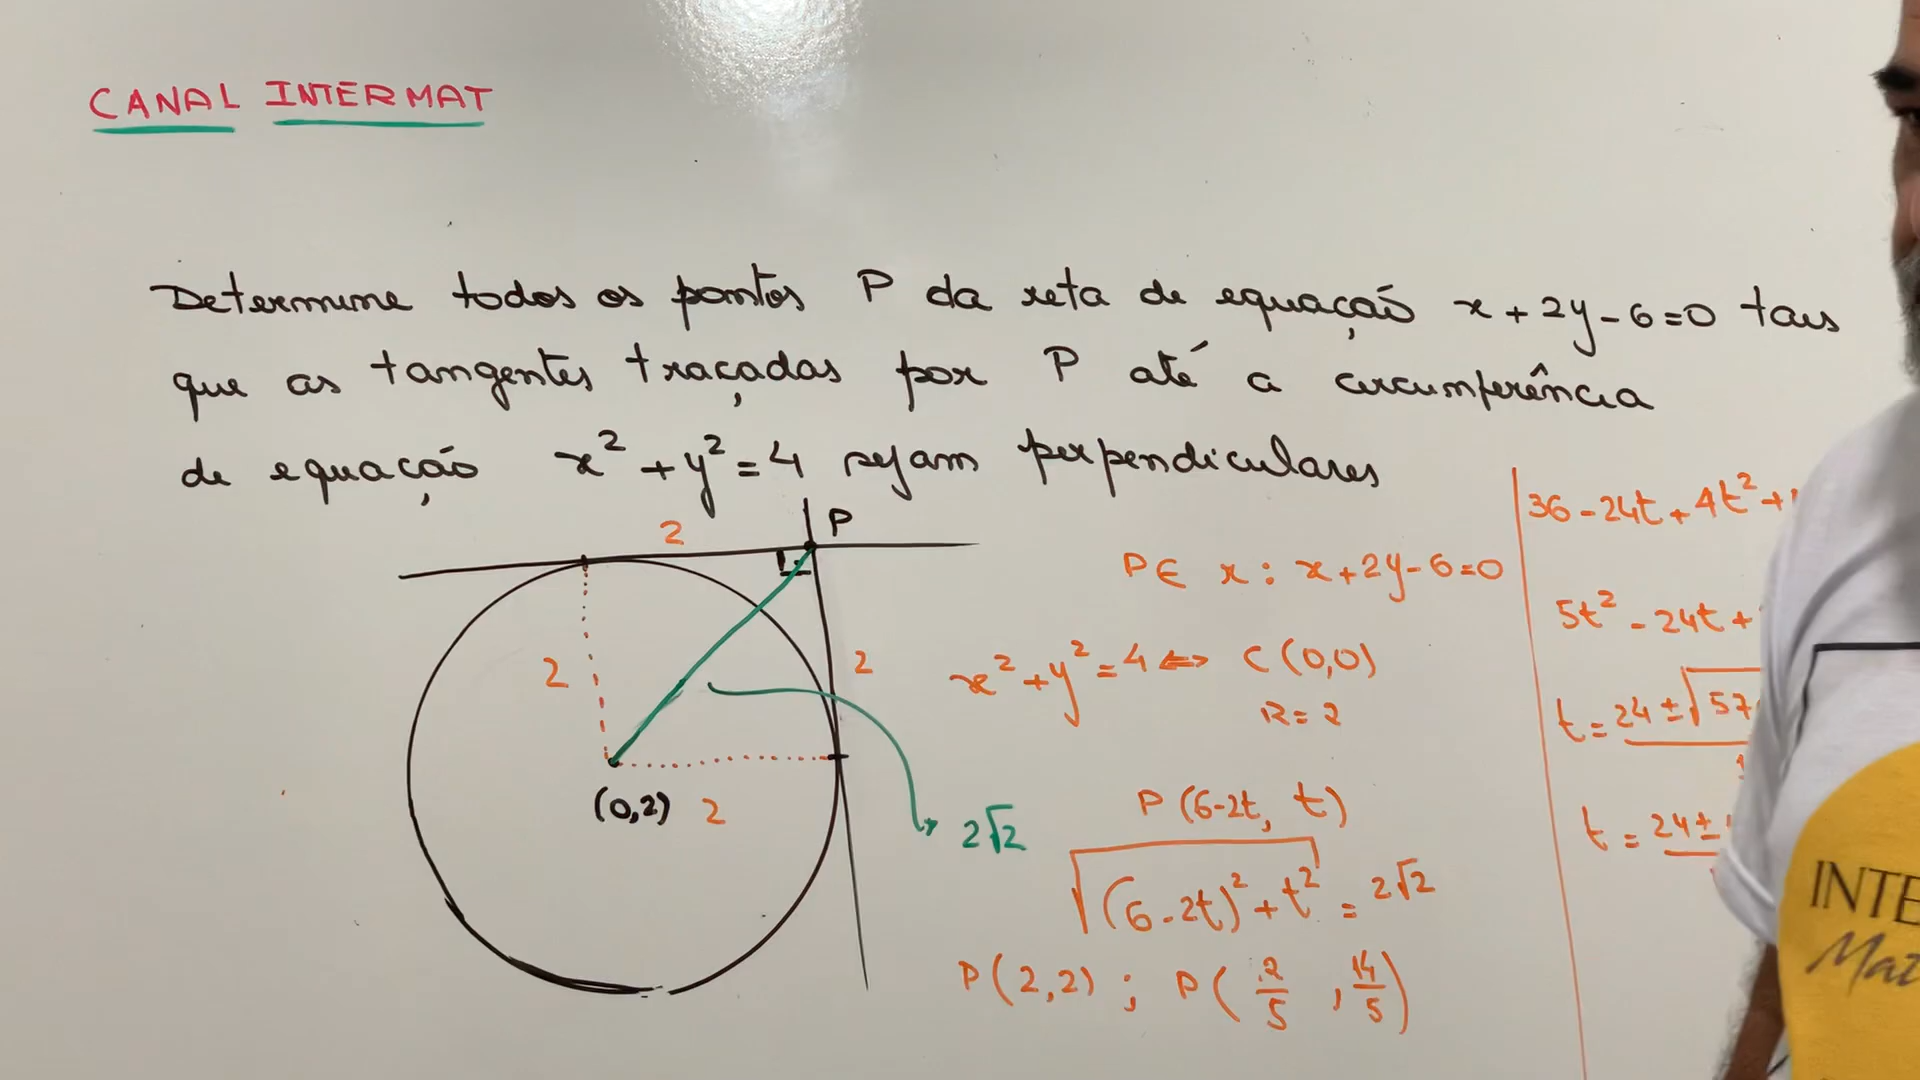 CANAL INTERMAT
Determine todos os pontos P da reta de equação x + 2y - 6 = 0 tais
que as tangentes traçadas por P até a circunferência
de equação x² + y² = 4 sejam perpendiculares
P
2
2
2
(0,2) 2
2√2
P ∈ r : x + 2y - 6 = 0
x² + y² = 4 ⇔ C (0,0)
R = 2
P (6-2t, t)
√(6-2t)² + t² = 2√2
P (2,2) ; P (2/5 , 14/5)
36 - 24t + 4t² +
5t² - 24t +
t = 24 ± √57
t = 24 ±
INTE
Mat